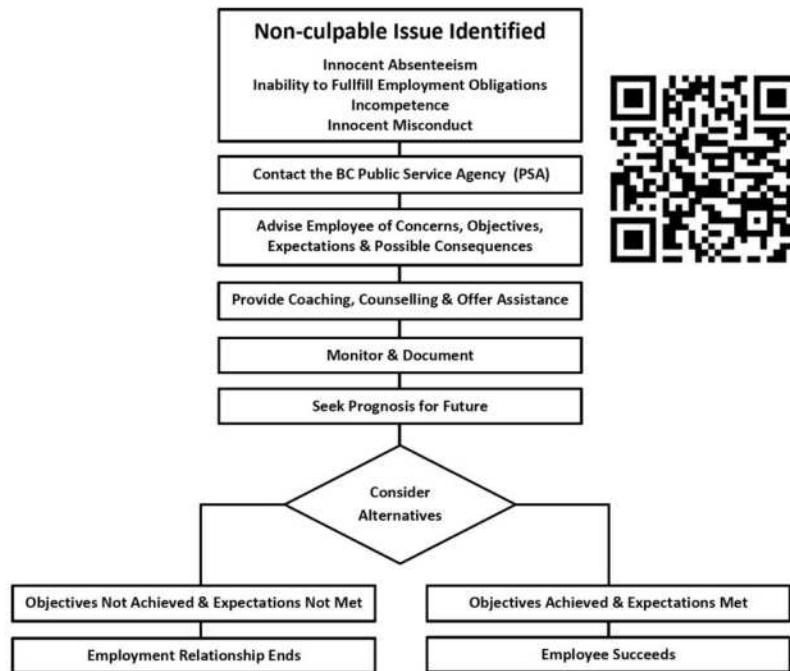 Non-culpable Issue Identified
Innocent Absenteeism
Inability to Fullfill Employment Obligations
Incompetence
Innocent Misconduct
Contact the BC Public Service Agency (PSA)
Advise Employee of Concerns, Objectives,
Expectations & Possible Consequences
Provide Coaching, Counselling & Offer Assistance
Monitor & Document
Seek Prognosis for Future
Consider
Alternatives
Objectives Not Achieved & Expectations Not Met
Objectives Achieved & Expectations Met
Employment Relationship Ends
Employee Succeeds